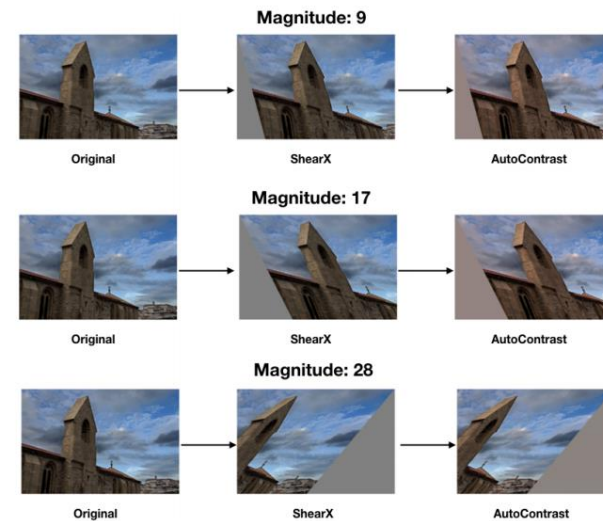 Magnitude: 9
Original
ShearX
AutoContrast
Magnitude: 17
Original
ShearX
AutoContrast
Magnitude: 28
Original
ShearX
AutoContrast